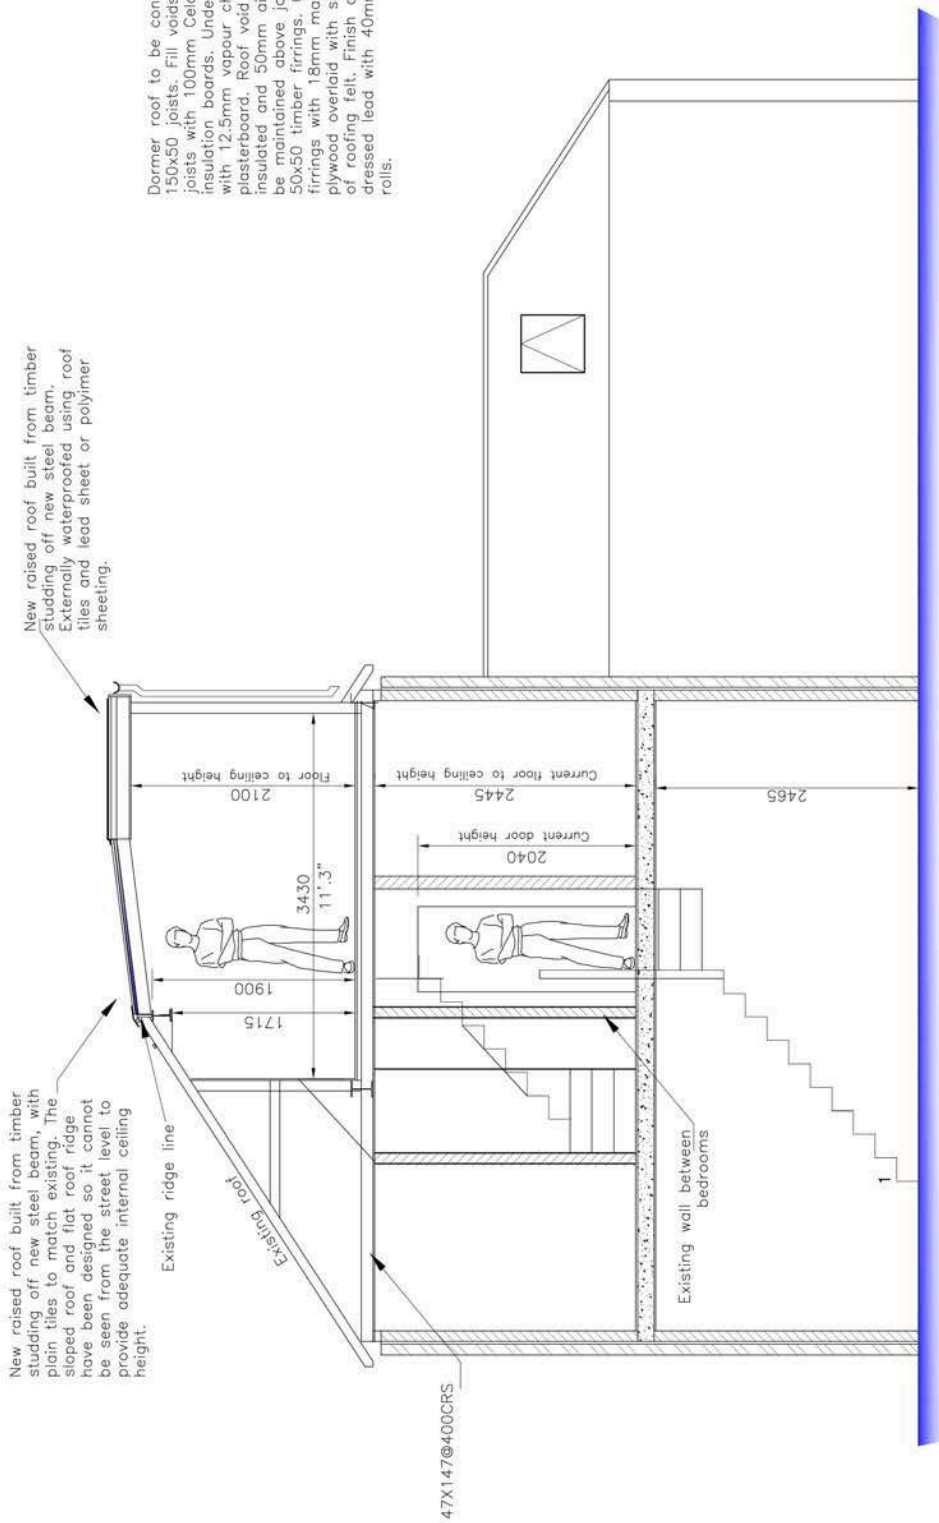 New raised roof built from timber
studding off new steel beam, with
plain tiles to match existing. The
sloped roof and flat roof ridge
have been designed so it cannot
be seen from the street level to
provide adequate internal ceiling
height.
Existing ridge line
Existing roof
47X147@400CRS
New raised roof built from timber
studding off new steel beam.
Externally waterproofed using roof
tiles and lead sheet or polyimer
sheeting.
Dormer roof to be con
150x50 joists. Fill voids
joists with 100mm Celo
insulation boards. Unde
with 12.5mm vapour ch
plasterboard. Roof void
insulated and 50mm ai
be maintained above jo
50x50 timber firrings.
firrings with 18mm ma
plywood overlaid with s
of roofing felt. Finish
dressed lead with 40mm
rolls.
1715
1900
3430
11'.3"
2100
Floor to ceiling height
2445
Current floor to ceiling height
2040
Current door height
2465
Existing wall between
bedrooms
1